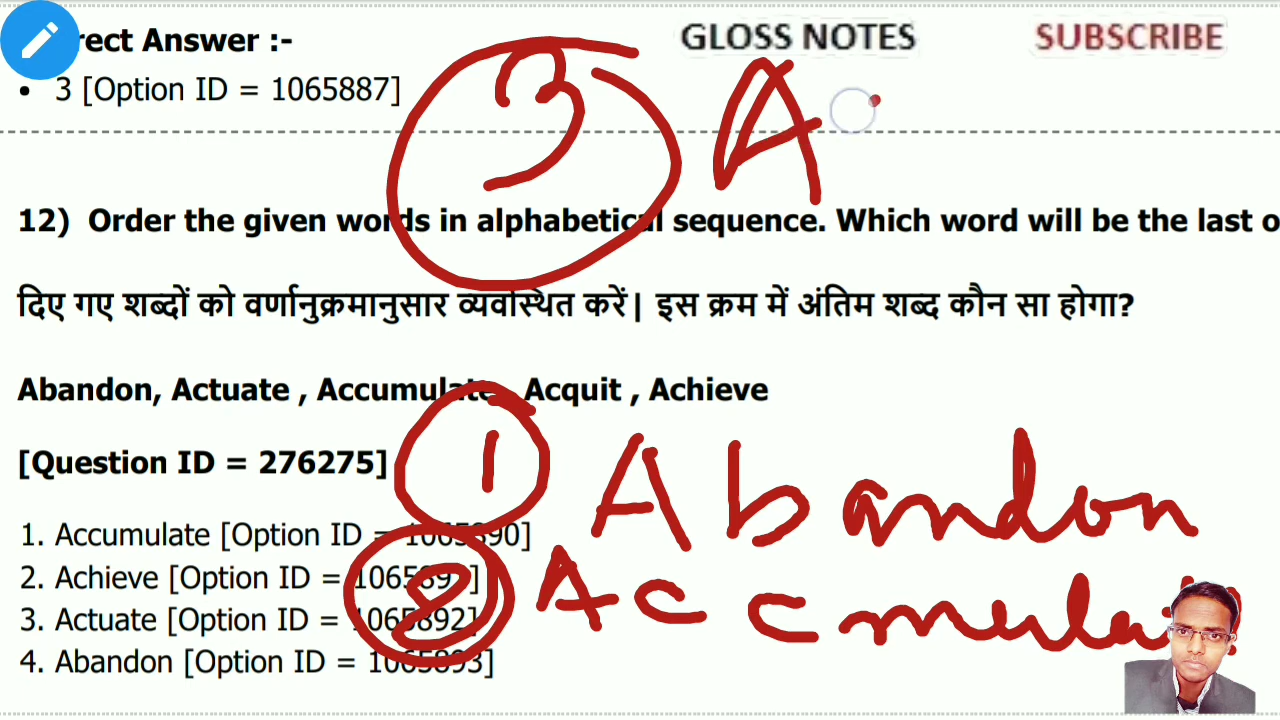 rect Answer :-
GLOSS NOTES
SUBSCRIBE
• 3 [Option ID = 1065887]
3 A
12) Order the given words in alphabetical sequence. Which word will be the last o
दिए गए शब्दों को वर्णानुक्रमानुसार व्यवस्थित करें| इस क्रम में अंतिम शब्द कौन सा होगा?
Abandon, Actuate , Accumulate , Acquit , Achieve
[Question ID = 276275]
1 Abandon
1. Accumulate [Option ID = 1065890]
2. Achieve [Option ID = 106589 ]
2 Accmulat
3. Actuate [Option ID = 1065892]
4. Abandon [Option ID = 1065893]